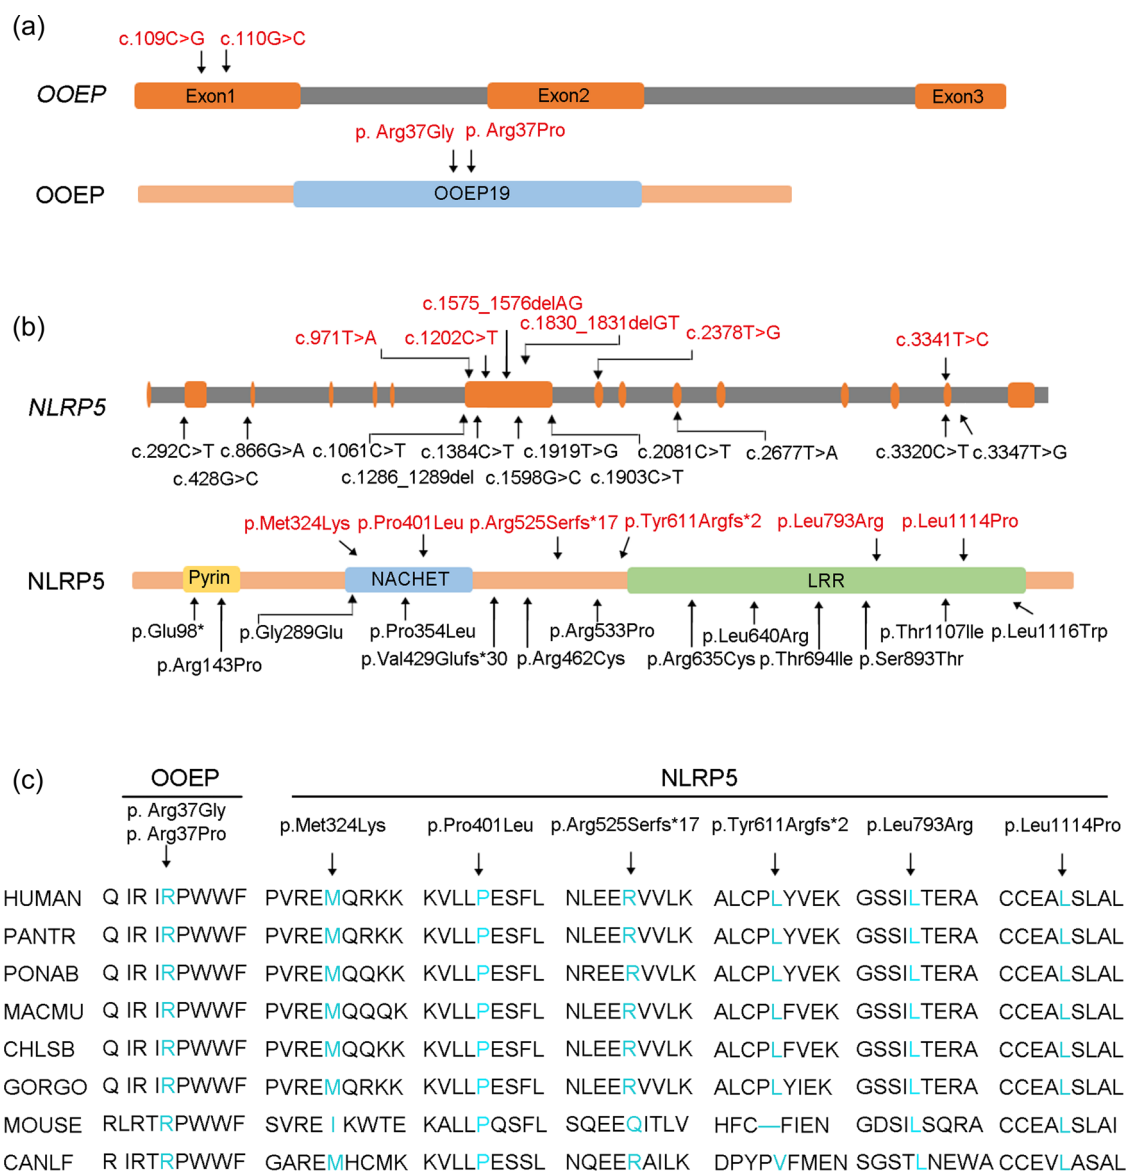 (a)
c.109C>G c.110G>C
OOEP Exon1 Exon2 Exon3
p. Arg37Gly p. Arg37Pro
OOEP OOEP19
(b)
c.1575_1576delAG
c.1830_1831delGT
c.971T>A c.1202C>T c.2378T>G c.3341T>C
NLRP5
c.292C>T c.866G>A c.1061C>T c.1384C>T c.1919T>G c.2081C>T c.2677T>A c.3320C>T c.3347T>G
c.428G>C c.1286_1289del c.1598G>C c.1903C>T
p.Met324Lys p.Pro401Leu p.Arg525Serfs*17 p.Tyr611Argfs*2 p.Leu793Arg p.Leu1114Pro
NLRP5 Pyrin NACHET LRR
p.Glu98* p.Gly289Glu p.Pro354Leu p.Arg533Pro p.Leu640Arg p.Thr1107Ile p.Leu1116Trp
p.Arg143Pro p.Val429Glufs*30 p.Arg462Cys p.Arg635Cys p.Thr694Ile p.Ser893Thr
(c)
OOEP NLRP5
p. Arg37Gly
p. Arg37Pro p.Met324Lys p.Pro401Leu p.Arg525Serfs*17 p.Tyr611Argfs*2 p.Leu793Arg p.Leu1114Pro
HUMAN Q IR IRPWWF PVREMQRKK KVLLPESFL NLEERVVLK ALCPLYVEK GSSILTERA CCEALSLAL
PANTR Q IR IRPWWF PVREMQRKK KVLLPESFL NLEERVVLK ALCPLYVEK GSSILTERA CCEALSLAL
PONAB Q IR IRPWWF PVREMQQKK KVLLPESFL NREERVVLK ALCPLYVEK GSSILTERA CCEALSLAL
MACMU Q IR IRPWWF PVREMQQQK KVLLPESFL NLEERVVLK ALCPLFVEK GSSILTERA CCEALSLAL
CHLSB Q IR IRPWWF PVREMQQKK KVLLPESFL NLEERVVLK ALCPLFVEK GSSILTERA CCEALSLAL
GORGO Q IR IRPWWF PVREMQRKK KVLLPESFL NLEERVVLK ALCPLYIEK GSSILTERA CCEALSLAL
MOUSE RLRTRPWWF SVREIKWTE KALLPQSFL SQEEQITLV HFC—FIEN GDSILSQRA CCEALSLAI
CANLF R IRTRPWWF GAREMHCMK KVLLPESSL NQEERAILK DPYPVFMEN SGSTLNEWA CCEVLASAL